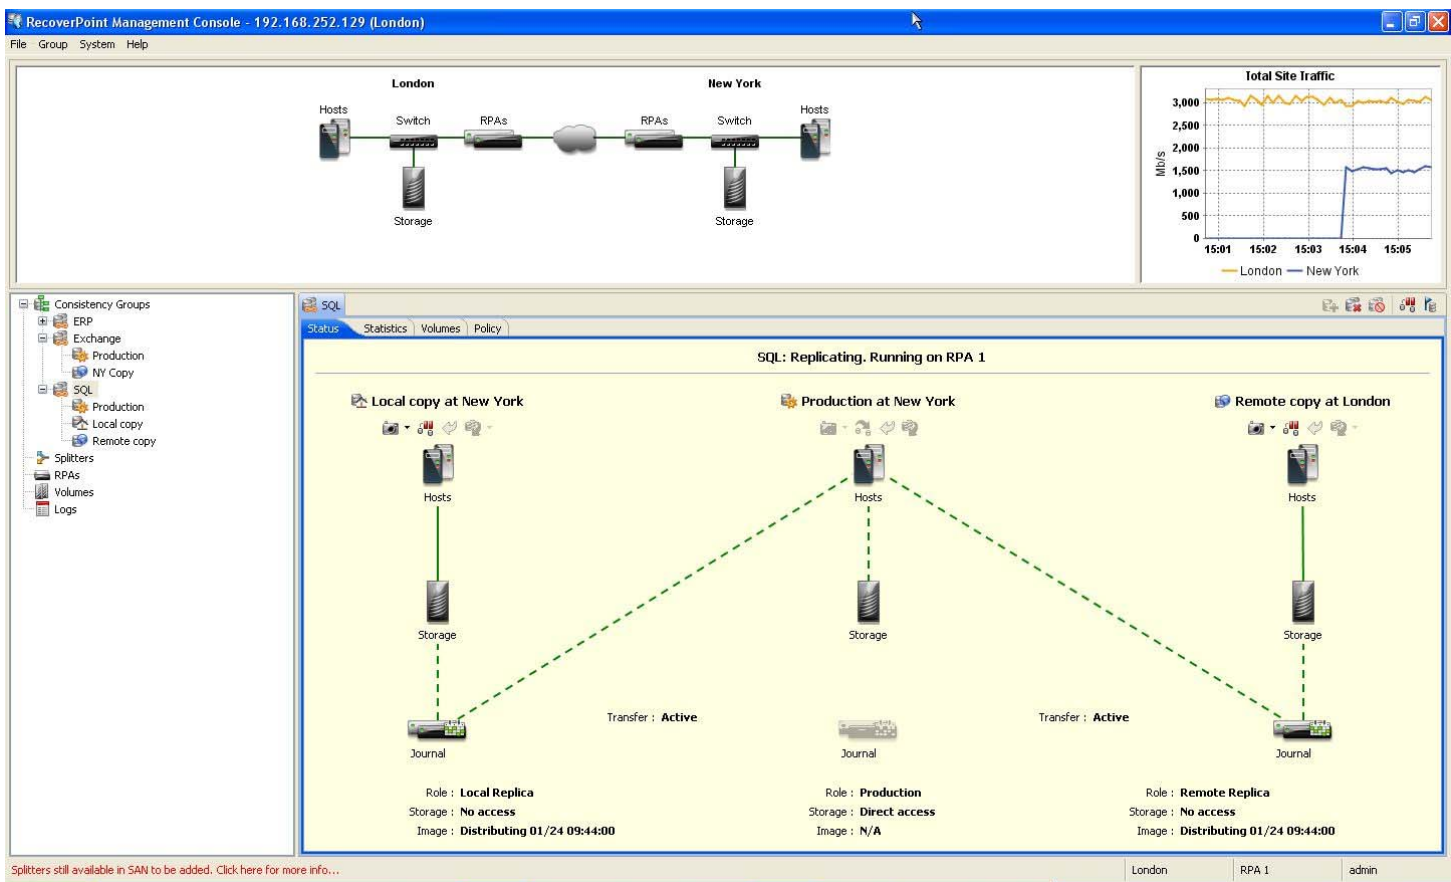 RecoverPoint Management Console - 192.168.252.129 (London)
File Group System Help
London New York
Hosts Switch RPAs RPAs Switch Hosts
Storage Storage
Total Site Traffic
Mb/s
3,000
2,500
2,000
1,500
1,000
500
0
15:01 15:02 15:03 15:04 15:05
London New York
Consistency Groups
ERP
Exchange
Production
NY Copy
SQL
Production
Local copy
Remote copy
Splitters
RPAs
Volumes
Logs
SQL
Status Statistics Volumes Policy
SQL: Replicating. Running on RPA 1
Local copy at New York Production at New York Remote copy at London
Hosts Hosts Hosts
Storage Storage Storage
Transfer : Active Transfer : Active
Journal Journal Journal
Role : Local Replica Role : Production Role : Remote Replica
Storage : No access Storage : Direct access Storage : No access
Image : Distributing 01/24 09:44:00 Image : N/A Image : Distributing 01/24 09:44:00
Splitters still available in SAN to be added. Click here for more info... London RPA 1 admin